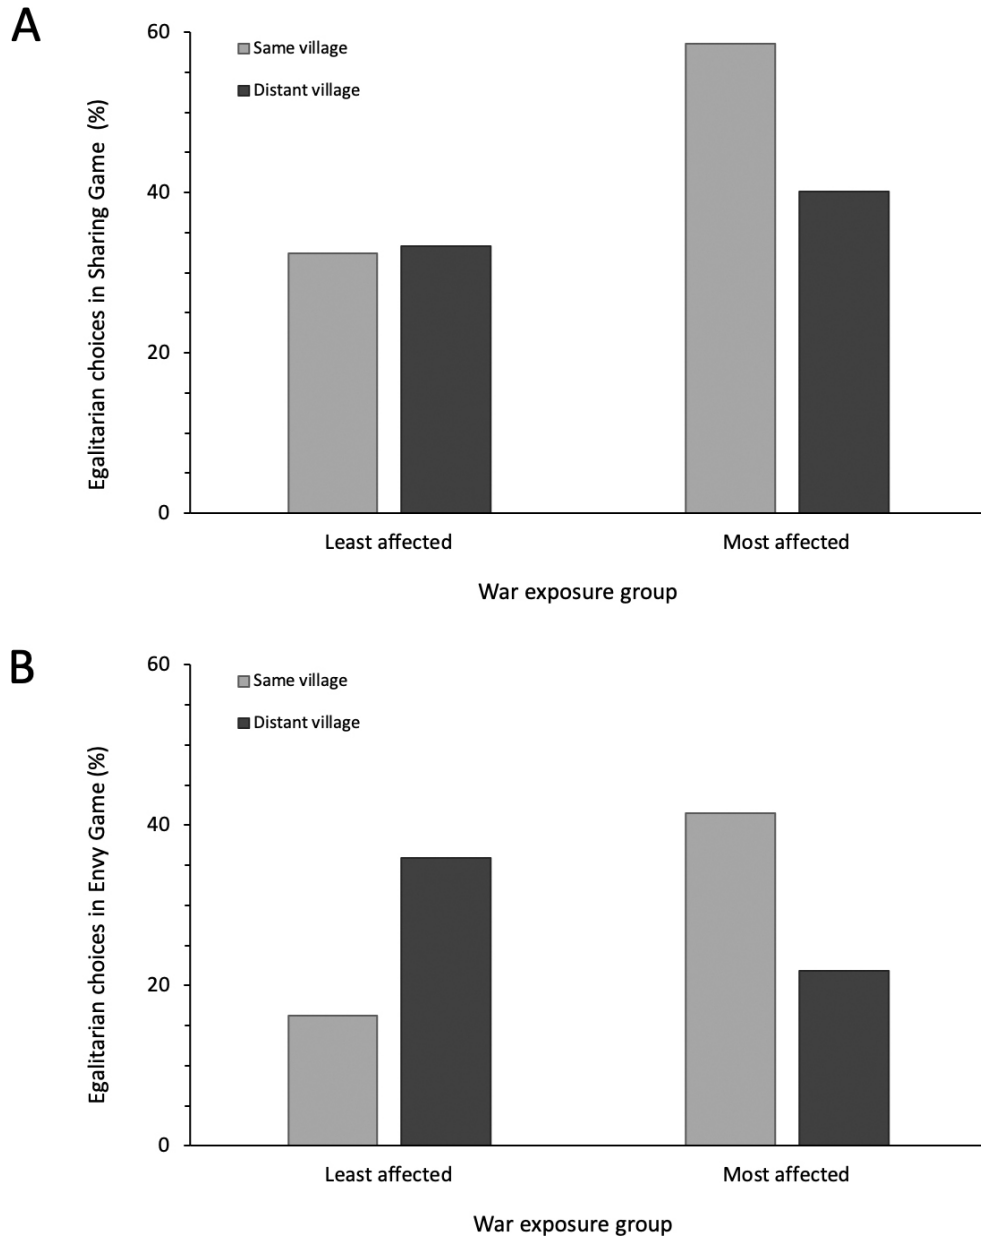 A
Egalitarian choices in Sharing Game (%)
60
40
20
0
Same village
Distant village
Least affected
Most affected
War exposure group
B
Egalitarian choices in Envy Game (%)
60
40
20
0
Same village
Distant village
Least affected
Most affected
War exposure group